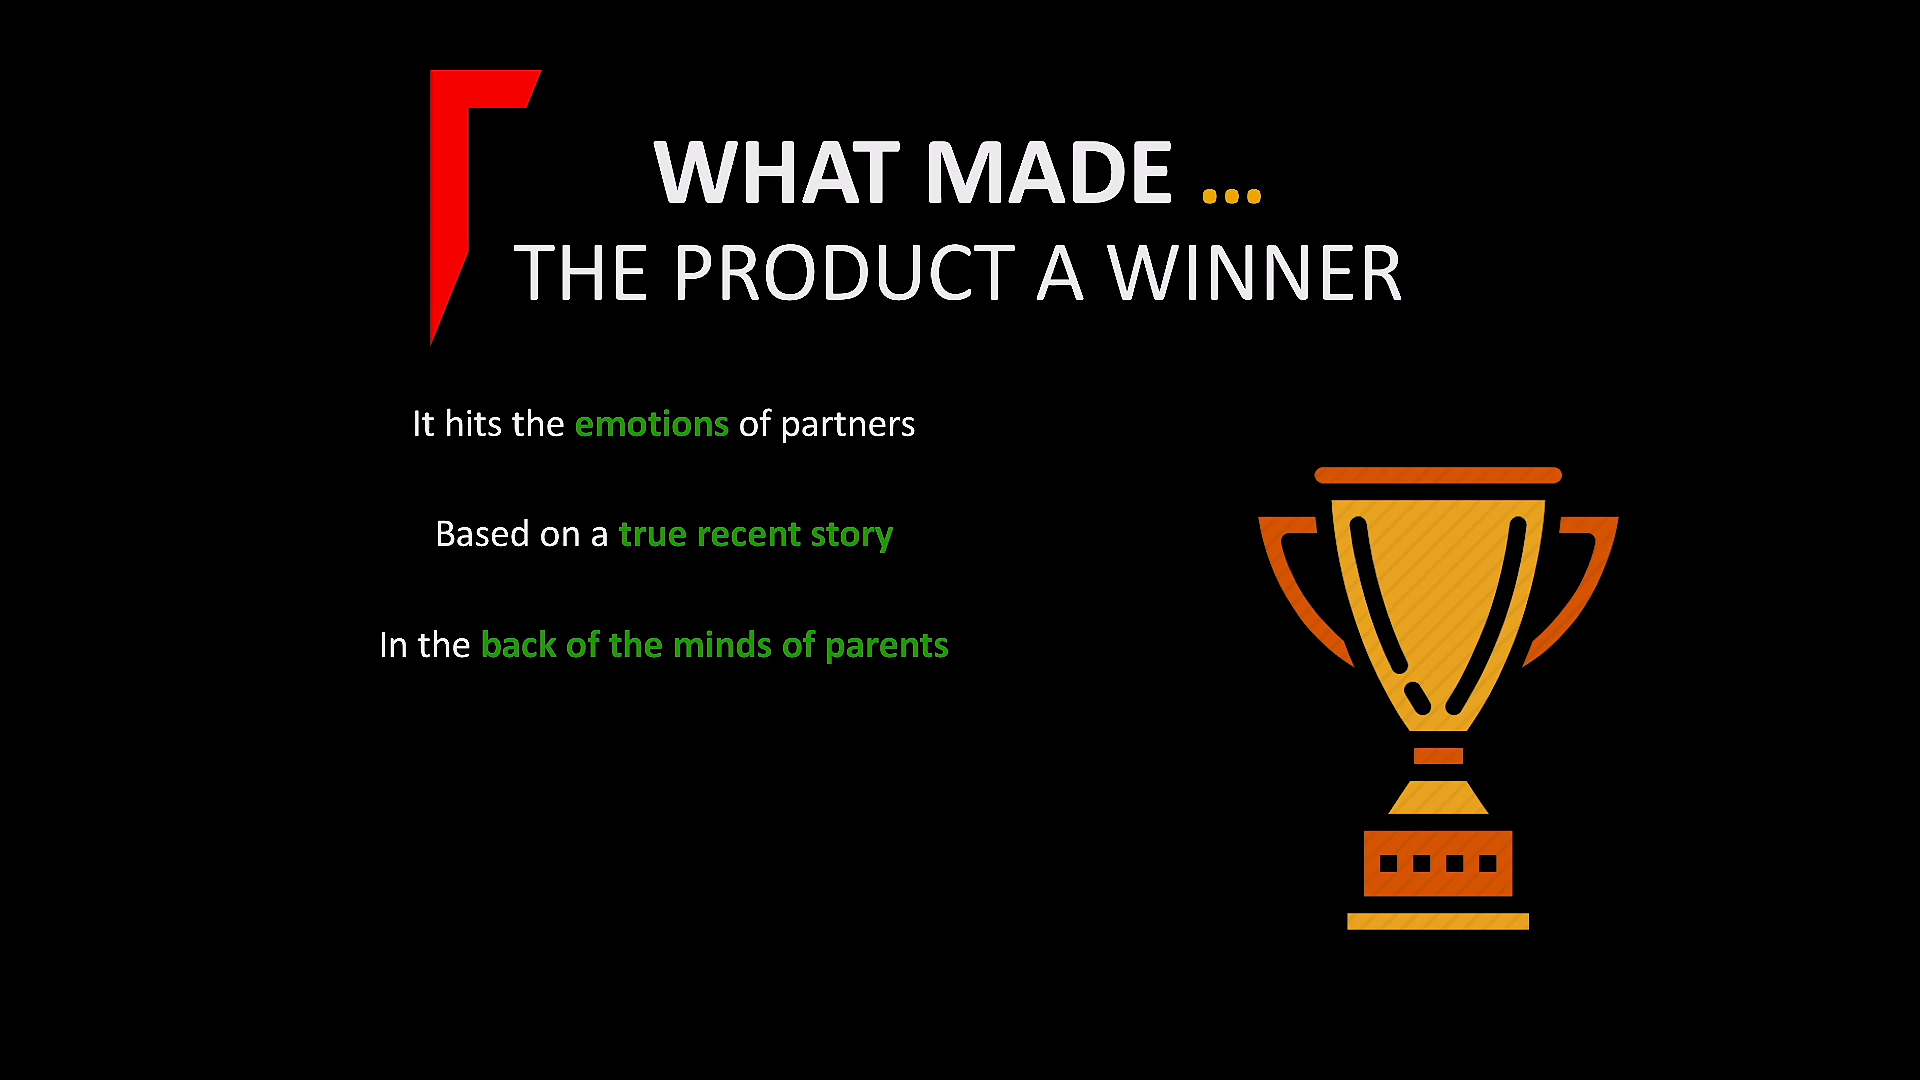 WHAT MADE ...
THE PRODUCT A WINNER
It hits the emotions of partners
Based on a true recent story
In the back of the minds of parents